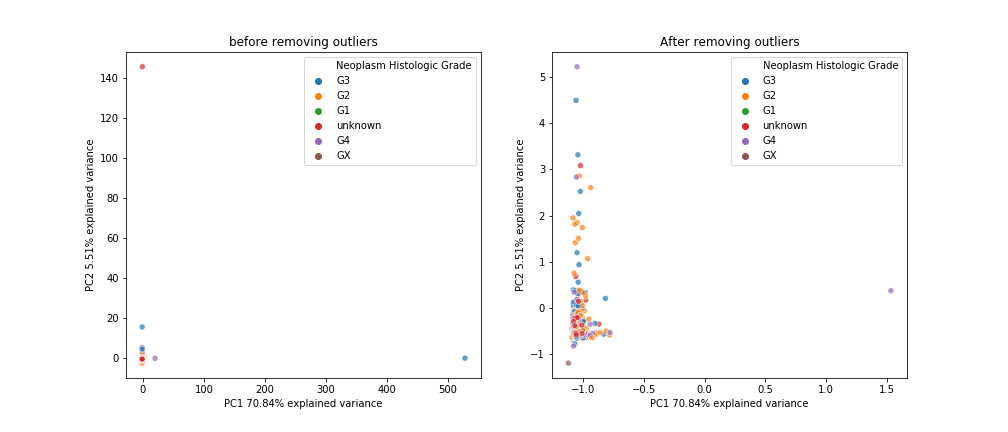 before removing outliers
Neoplasm Histologic Grade
G3
G2
G1
unknown
G4
GX
140
120
100
80
60
40
20
0
PC2 5.51% explained variance
0
100
200
300
400
500
PC1 70.84% explained variance
After removing outliers
Neoplasm Histologic Grade
G3
G2
G1
unknown
G4
GX
5
4
3
2
1
0
−1
PC2 5.51% explained variance
−1.0
−0.5
0.0
0.5
1.0
1.5
PC1 70.84% explained variance